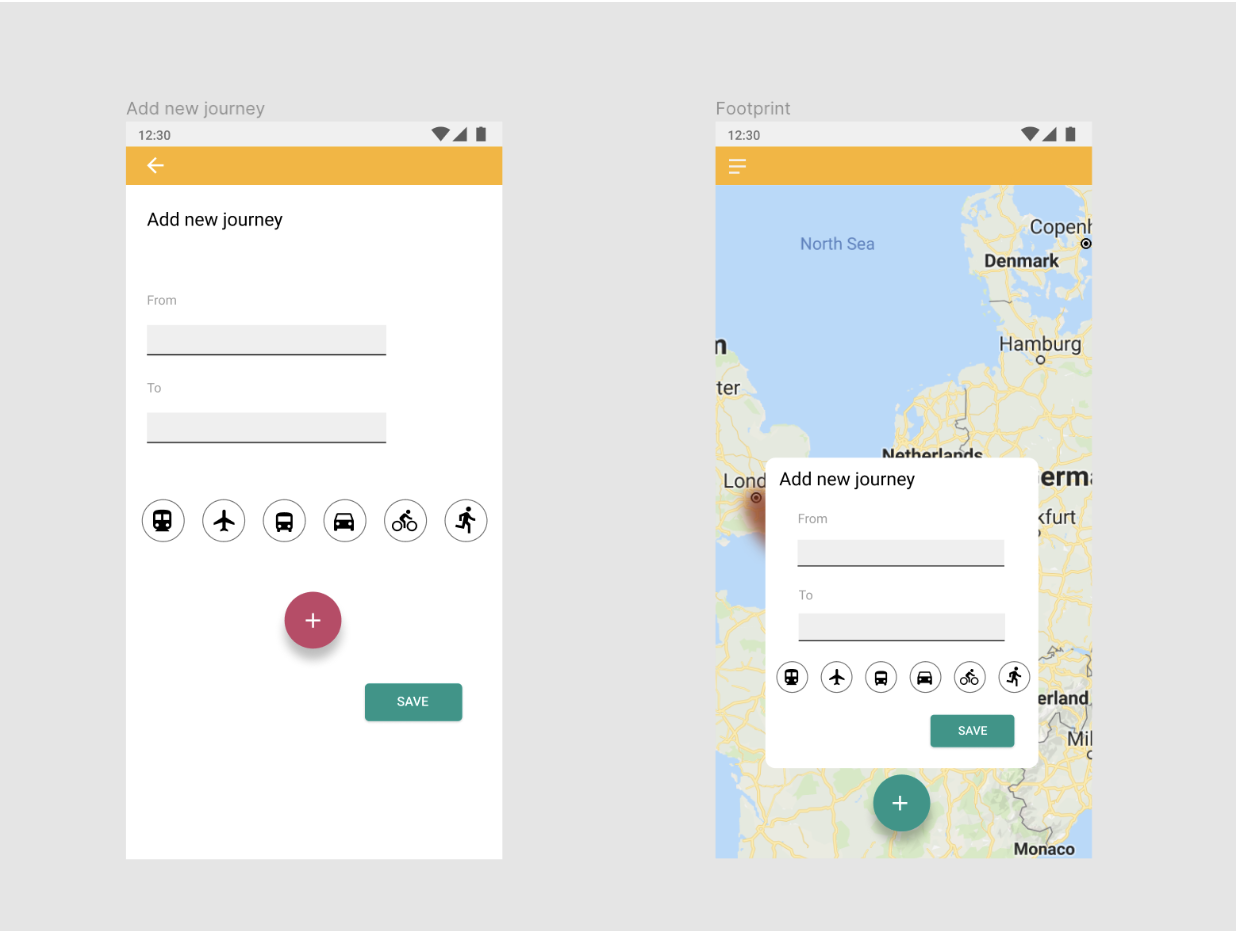 Add new journey
12:30
Add new journey
From
To
+
SAVE
Footprint
12:30
North Sea
Copenh
Denmark
Hamburg
ter
Netherlands
Lond
erm
kfurt
Add new journey
From
To
SAVE
erland
Mil
+
Monaco